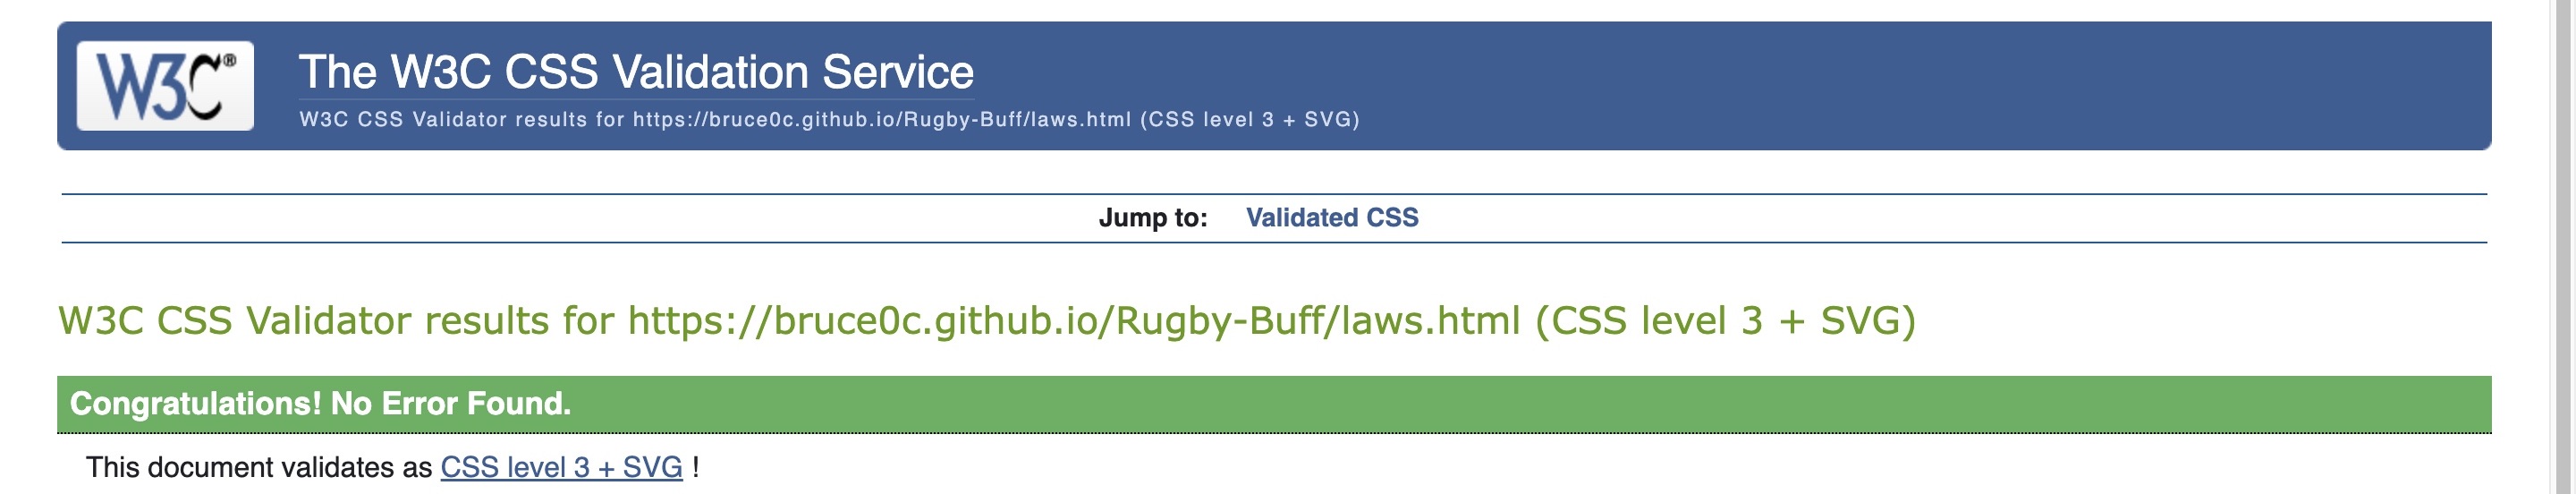 W3C®
The W3C CSS Validation Service
W3C CSS Validator results for https://bruce0c.github.io/Rugby-Buff/laws.html (CSS level 3 + SVG)
Jump to: Validated CSS
W3C CSS Validator results for https://bruce0c.github.io/Rugby-Buff/laws.html (CSS level 3 + SVG)
Congratulations! No Error Found.
This document validates as CSS level 3 + SVG !